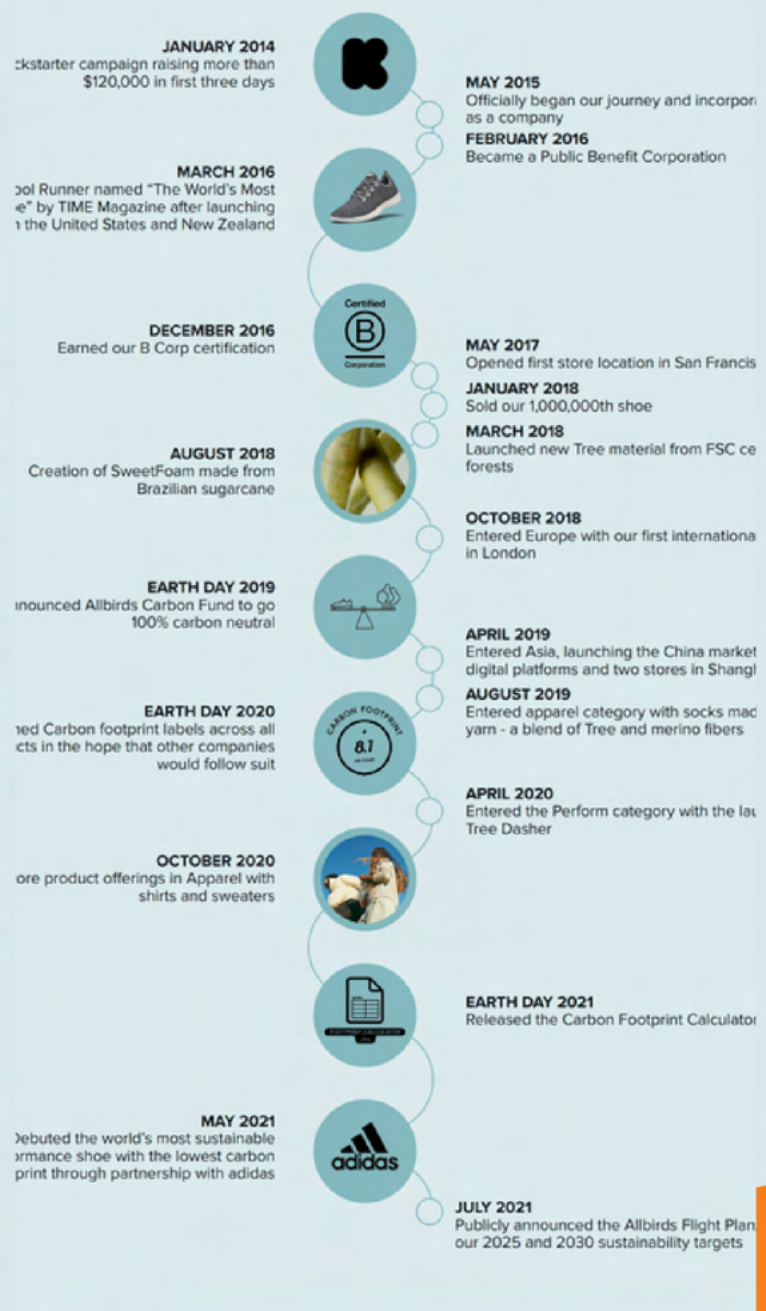 JANUARY 2014
ckstarter campaign raising more than
$120,000 in first three days
MAY 2015
Officially began our journey and incorpor
as a company
FEBRUARY 2016
Became a Public Benefit Corporation
MARCH 2016
ool Runner named “The World’s Most
e” by TIME Magazine after launching
the United States and New Zealand
Certified
B
Corporation
DECEMBER 2016
Earned our B Corp certification
MAY 2017
Opened first store location in San Francis
JANUARY 2018
Sold our 1,000,000th shoe
MARCH 2018
Launched new Tree material from FSC ce
forests
AUGUST 2018
Creation of SweetFoam made from
Brazilian sugarcane
OCTOBER 2018
Entered Europe with our first internationa
in London
EARTH DAY 2019
nnounced Allbirds Carbon Fund to go
100% carbon neutral
APRIL 2019
Entered Asia, launching the China market
digital platforms and two stores in Shangh
AUGUST 2019
Entered apparel category with socks mad
yarn - a blend of Tree and merino fibers
EARTH DAY 2020
ned Carbon footprint labels across all
cts in the hope that other companies
would follow suit
CARBON FOOTPRINT
8.1
APRIL 2020
Entered the Perform category with the lau
Tree Dasher
OCTOBER 2020
ore product offerings in Apparel with
shirts and sweaters
EARTH DAY 2021
Released the Carbon Footprint Calculator
FOOTPRINT CALCULATOR
MAY 2021
Debuted the world’s most sustainable
ormance shoe with the lowest carbon
print through partnership with adidas
adidas
JULY 2021
Publicly announced the Allbirds Flight Plan
our 2025 and 2030 sustainability targets